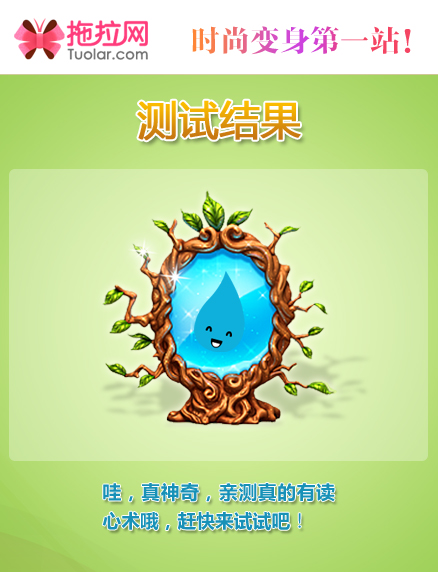 拖拉网
Tuolar.com
时尚变身第一站!
测试结果
哇，真神奇，亲测真的有读
心术哦，赶快来试试吧！